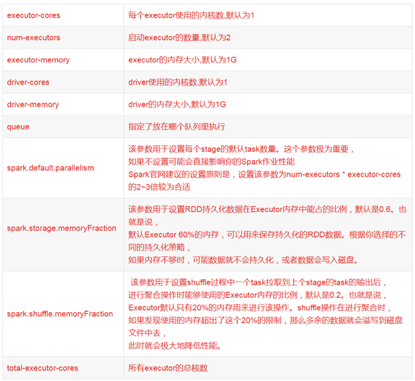 executor-cores 每个executor使用的内核数,默认为1
num-executors 启动executor的数量,默认为2
executor-memory executor的内存大小,默认为1G
driver-cores driver使用的内核数,默认为1
driver-memory driver的内存大小,默认为1G
queue 指定了放在哪个队列里执行
spark.default.parallelism
该参数用于设置每个stage的默认task数量。这个参数极为重要，
如果不设置可能会直接影响你的Spark作业性能
Spark官网建议的设置原则是，设置该参数为num-executors * executor-cores
的2~3倍较为合适
spark.storage.memoryFraction
该参数用于设置RDD持久化数据在Executor内存中能占的比例，默认是0.6。也
就是说，
默认Executor 60%的内存，可以用来保存持久化的RDD数据。根据你选择的不
同的持久化策略，
如果内存不够时，可能数据就不会持久化，或者数据会写入磁盘。
spark.shuffle.memoryFraction
该参数用于设置shuffle过程中一个task拉取到上个stage的task的输出后，
进行聚合操作时能够使用的Executor内存的比例，默认是0.2。也就是说，
Executor默认只有20%的内存用来进行该操作。shuffle操作在进行聚合时，
如果发现使用的内存超出了这个20%的限制，那么多余的数据就会溢写到磁盘
文件中去，
此时就会极大地降低性能。
total-executor-cores 所有executor的总核数